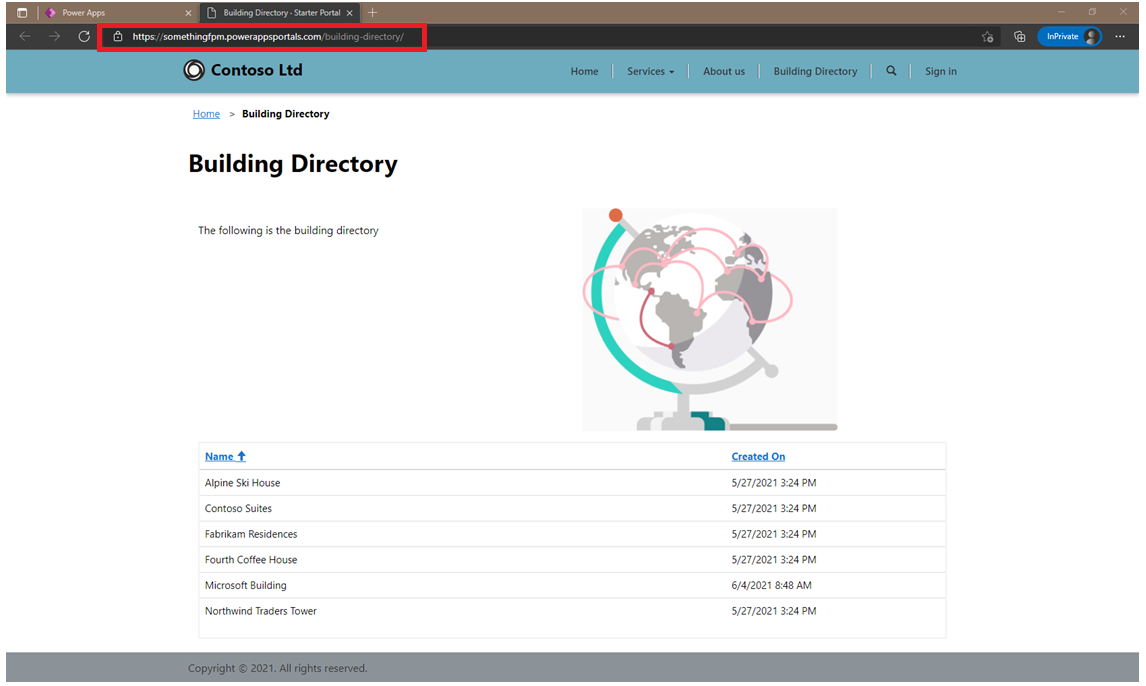 Power Apps
Building Directory - Starter Portal
https://somethingfpm.powerappsportals.com/building-directory/
InPrivate
Contoso Ltd
Home
Services
About us
Building Directory
Sign in
Home > Building Directory
Building Directory
The following is the building directory
Name Created On
Alpine Ski House 5/27/2021 3:24 PM
Contoso Suites 5/27/2021 3:24 PM
Fabrikam Residences 5/27/2021 3:24 PM
Fourth Coffee House 5/27/2021 3:24 PM
Microsoft Building 6/4/2021 8:48 AM
Northwind Traders Tower 5/27/2021 3:24 PM
Copyright © 2021. All rights reserved.